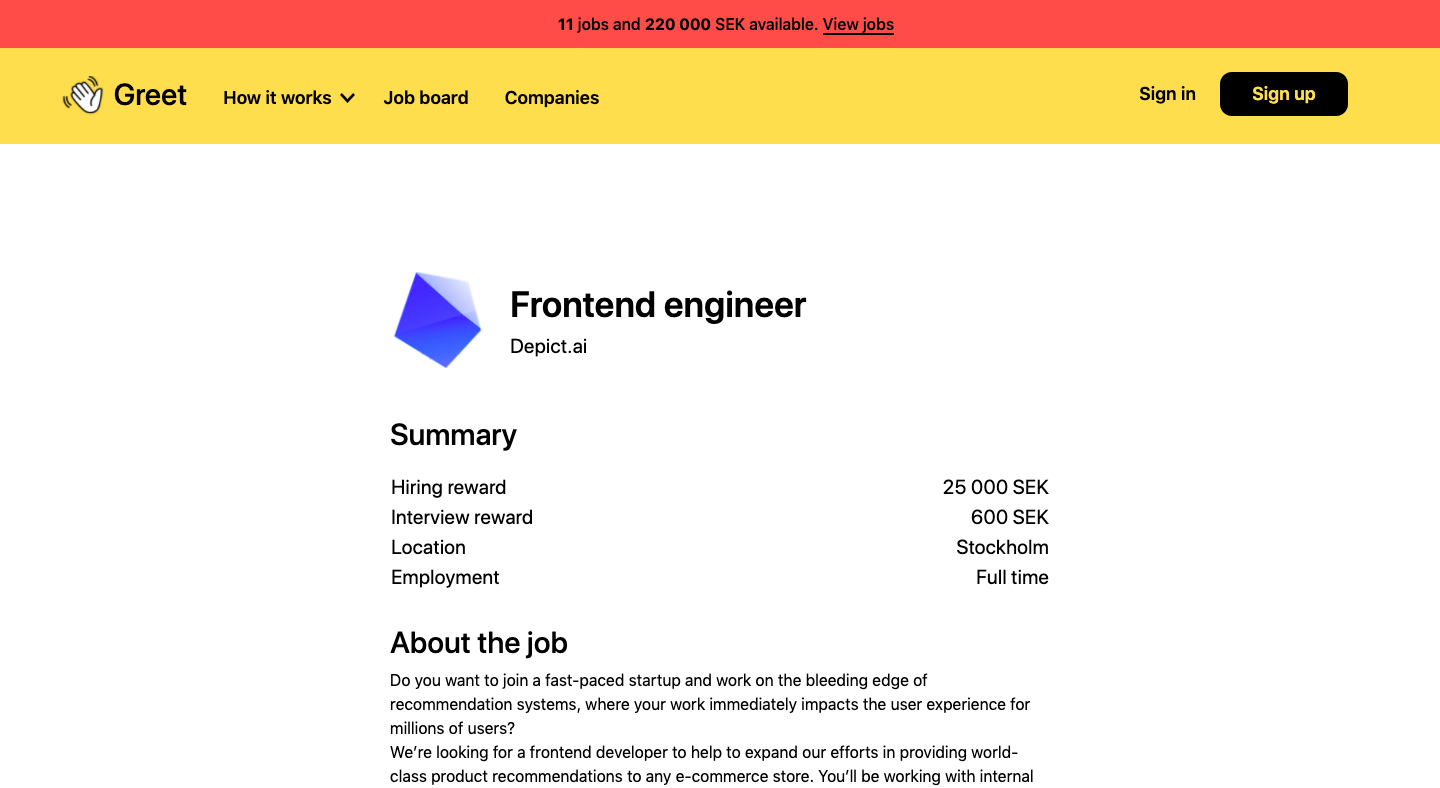 11 jobs and 220 000 SEK available. View jobs
Greet
How it works
Job board
Companies
Sign in
Sign up
Frontend engineer
Depict.ai
Summary
Hiring reward 25 000 SEK
Interview reward 600 SEK
Location Stockholm
Employment Full time
About the job
Do you want to join a fast-paced startup and work on the bleeding edge of
recommendation systems, where your work immediately impacts the user experience for
millions of users?
We’re looking for a frontend developer to help to expand our efforts in providing world-
class product recommendations to any e-commerce store. You’ll be working with internal